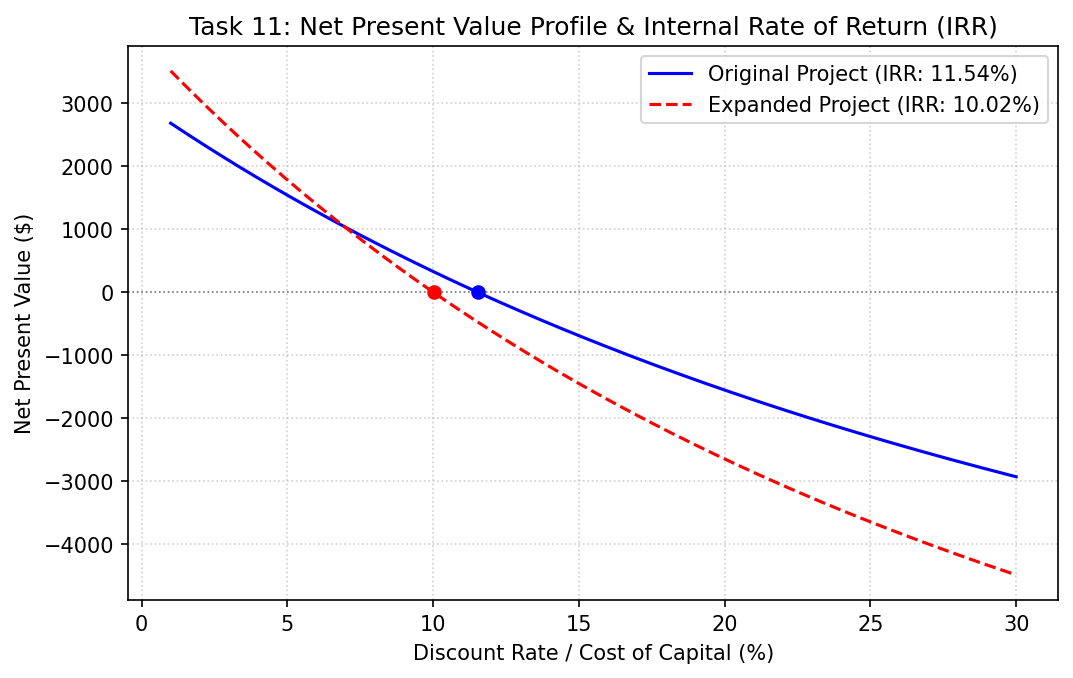 Task 11: Net Present Value Profile & Internal Rate of Return (IRR)
Original Project (IRR: 11.54%)
Expanded Project (IRR: 10.02%)
Net Present Value ($)
3000
2000
1000
0
−1000
−2000
−3000
−4000
0 5 10 15 20 25 30
Discount Rate / Cost of Capital (%)